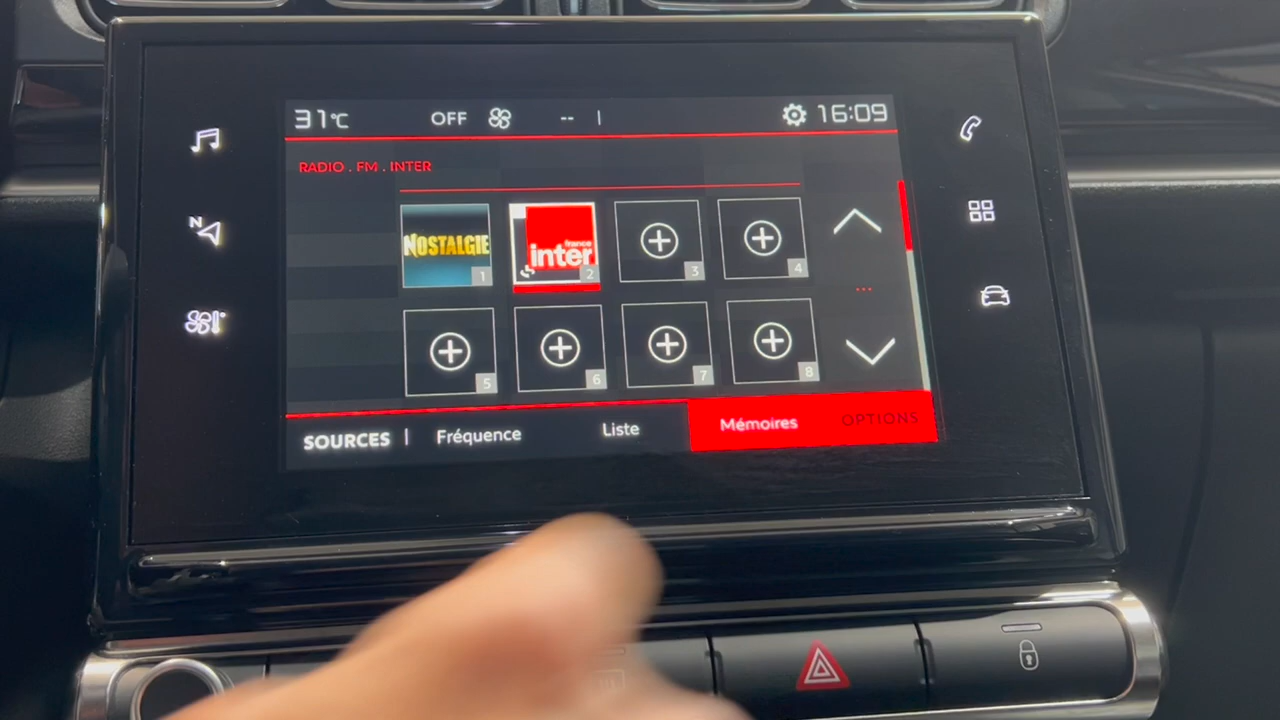 31°C OFF -- 16:09
RADIO . FM . INTER
N
NOSTALGIE 1
france
inter 2
3
4
5
6
7
8
SOURCES Fréquence Liste Mémoires OPTIONS